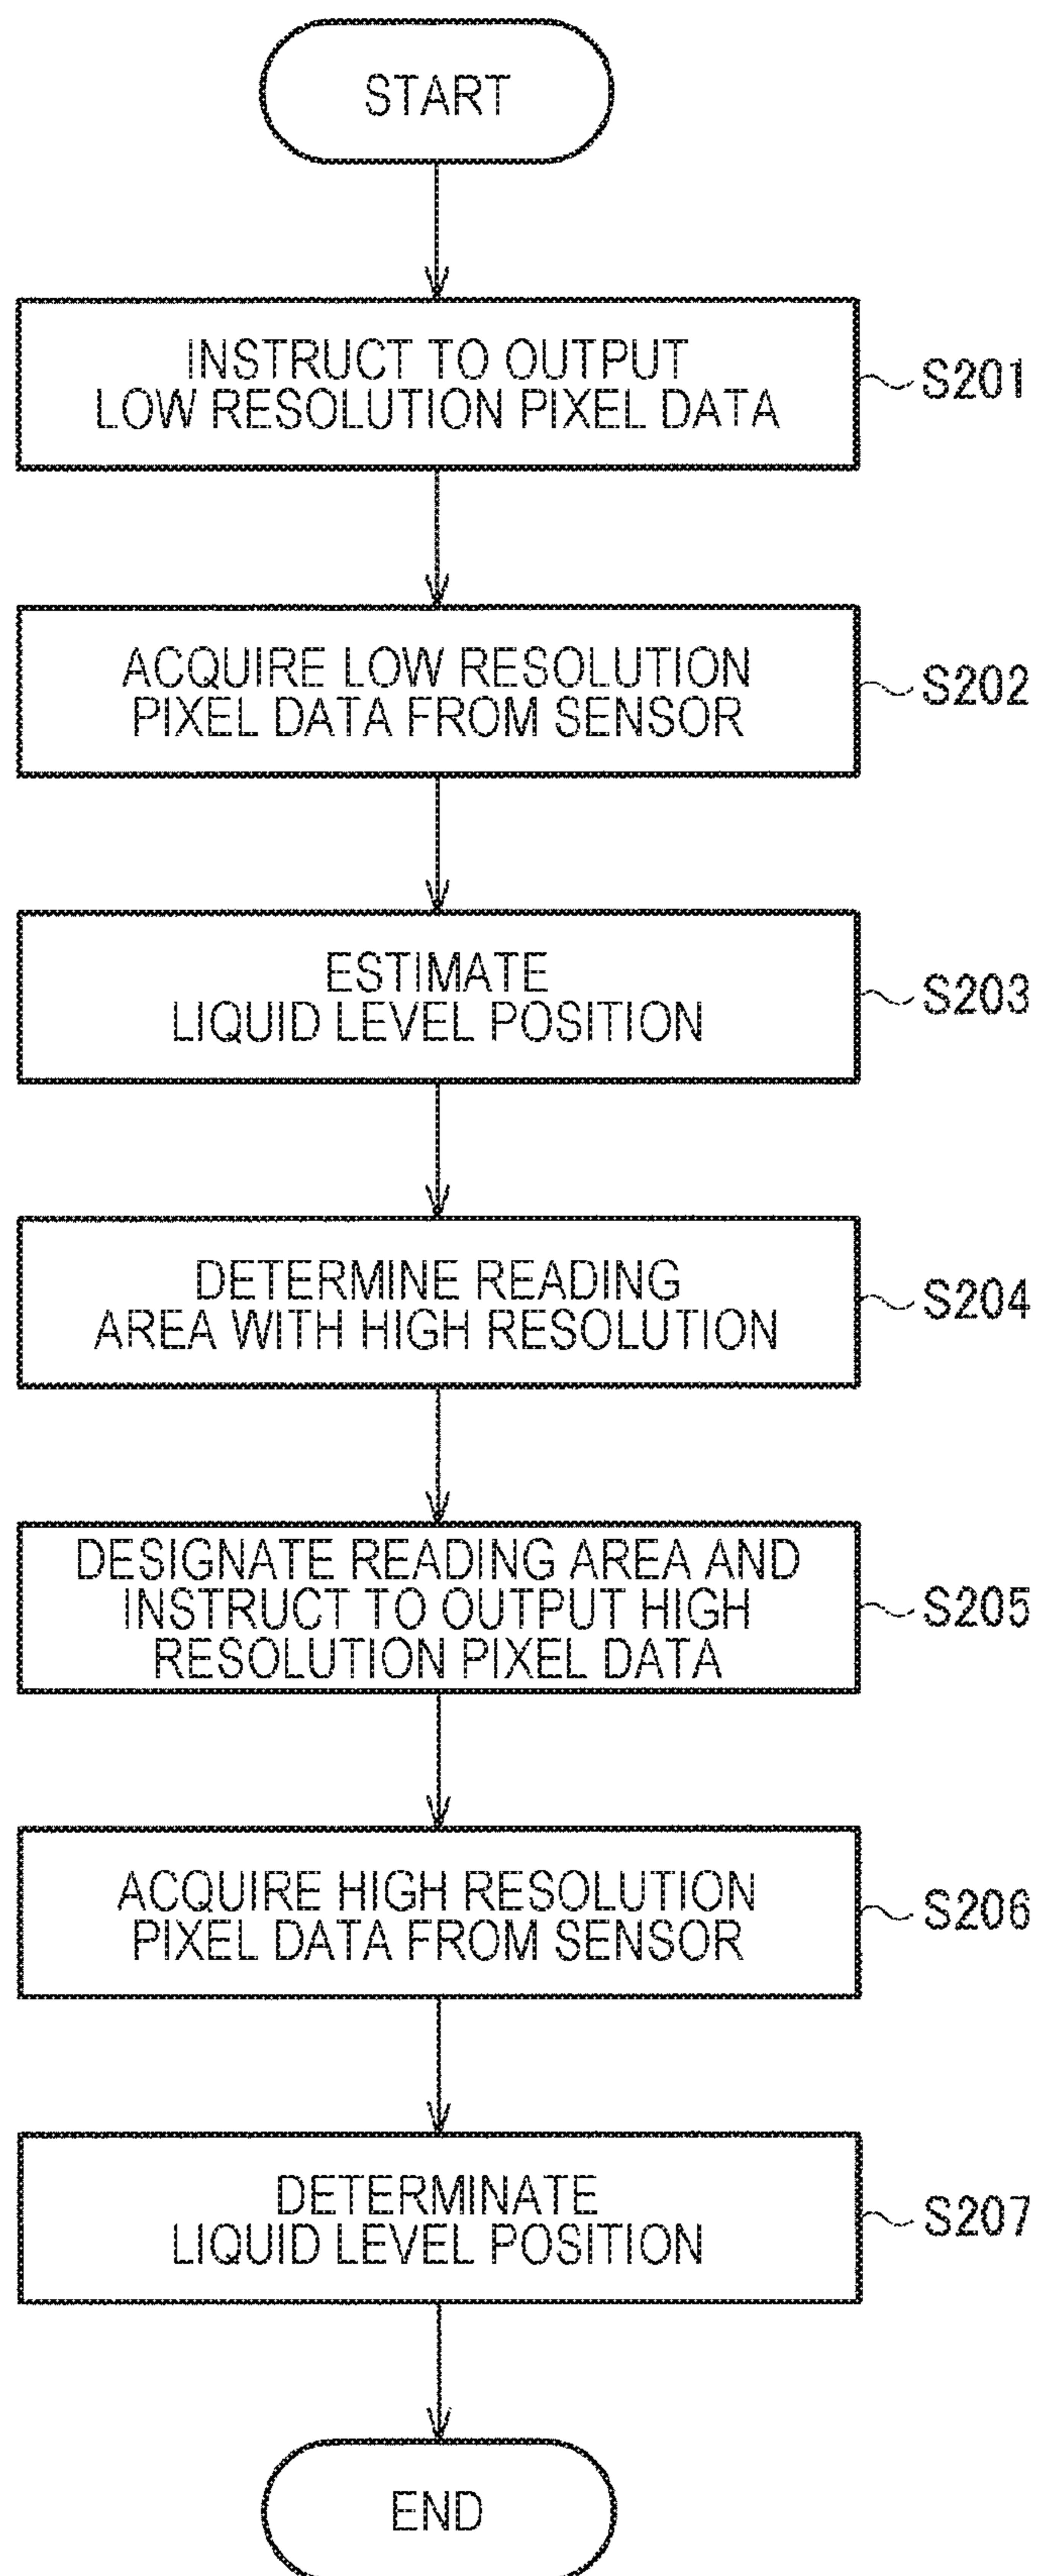 START
INSTRUCT TO OUTPUT
LOW RESOLUTION PIXEL DATA
S201
ACQUIRE LOW RESOLUTION
PIXEL DATA FROM SENSOR
S202
ESTIMATE
LIQUID LEVEL POSITION
S203
DETERMINE READING
AREA WITH HIGH RESOLUTION
S204
DESIGNATE READING AREA AND
INSTRUCT TO OUTPUT HIGH
RESOLUTION PIXEL DATA
S205
ACQUIRE HIGH RESOLUTION
PIXEL DATA FROM SENSOR
S206
DETERMINATE
LIQUID LEVEL POSITION
S207
END